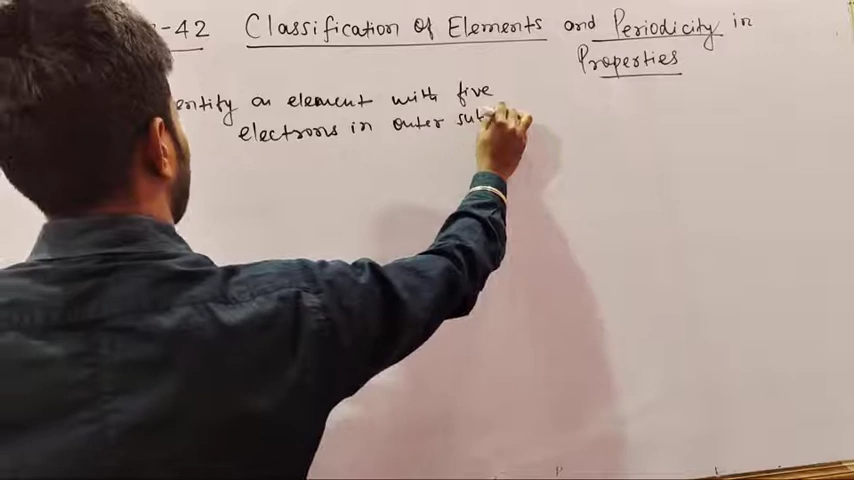 -42 Classification of Elements and Periodicity in
Properties
entify an element with five
electrons in outer sub